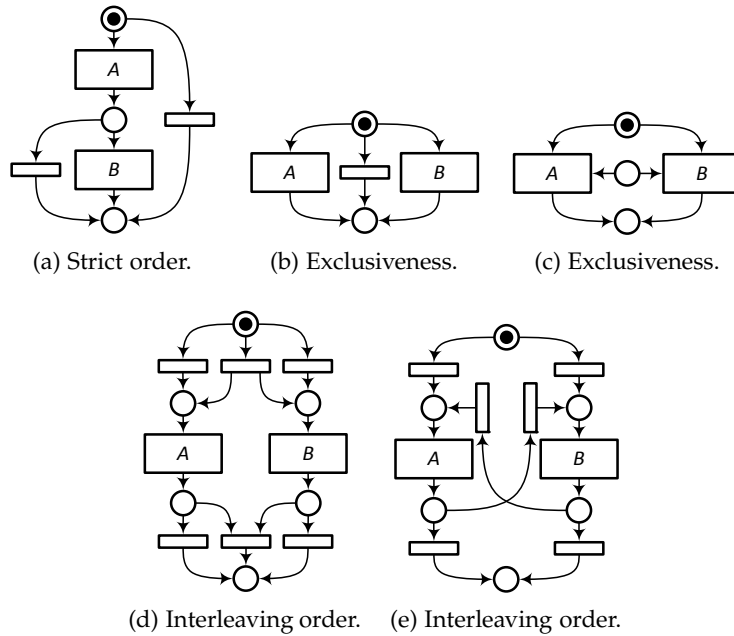 A
B
(a) Strict order.
A
B
(b) Exclusiveness.
A
B
(c) Exclusiveness.
A
B
(d) Interleaving order.
A
B
(e) Interleaving order.